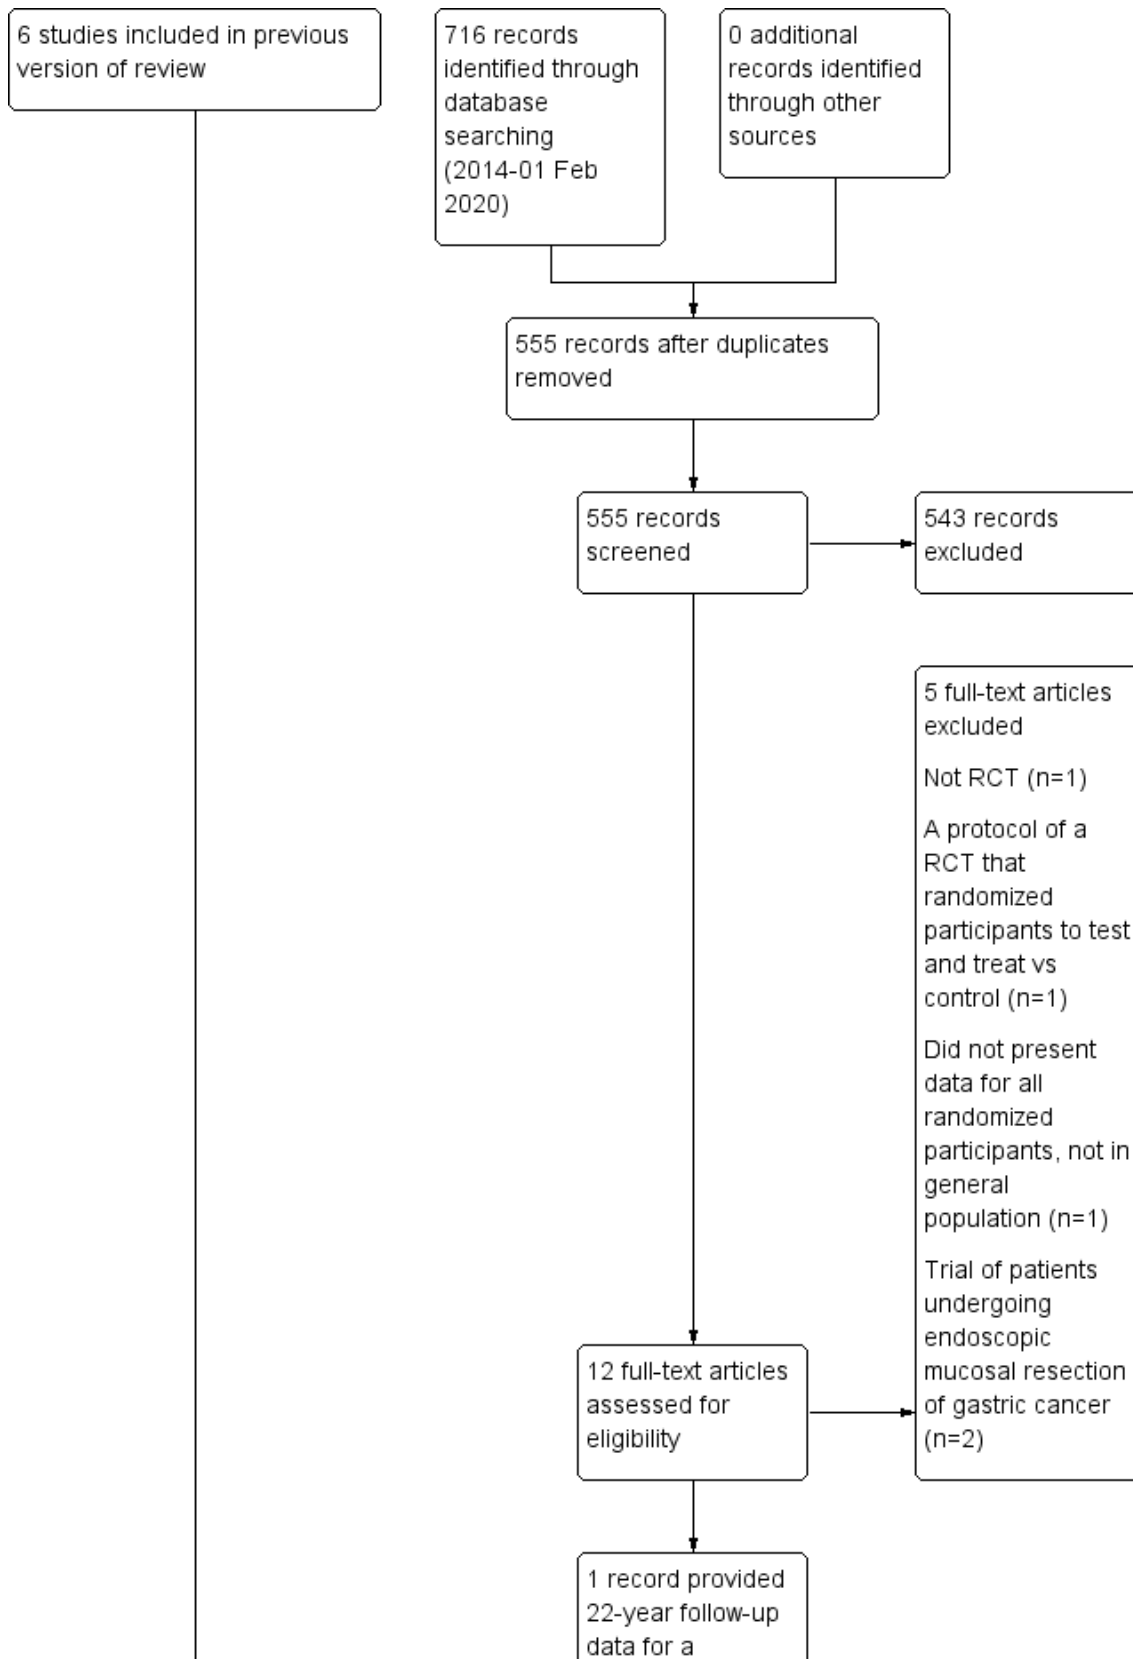 6 studies included in previous
version of review
716 records
identified through
database
searching
(2014-01 Feb
2020)
0 additional
records identified
through other
sources
555 records after duplicates
removed
555 records
screened
543 records
excluded
5 full-text articles
excluded
Not RCT (n=1)
A protocol of a
RCT that
randomized
participants to test
and treat vs
control (n=1)
Did not present
data for all
randomized
participants, not in
general
population (n=1)
Trial of patients
undergoing
endoscopic
mucosal resection
of gastric cancer
(n=2)
12 full-text articles
assessed for
eligibility
1 record provided
22-year follow-up
data for a